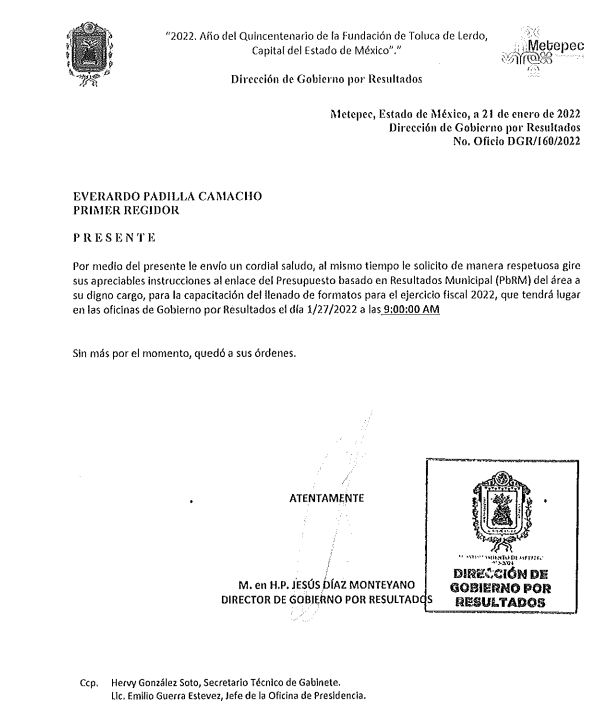 "2022. Año del Quincentenario de la Fundación de Toluca de Lerdo,
Capital del Estado de México"."
Metepec
Dirección de Gobierno por Resultados
Metepec, Estado de México, a 21 de enero de 2022
Dirección de Gobierno por Resultados
No. Oficio DGR/160/2022
EVERARDO PADILLA CAMACHO
PRIMER REGIDOR
P R E S E N T E
Por medio del presente le envío un cordial saludo, al mismo tiempo le solicito de manera respetuosa gire
sus apreciables instrucciones al enlace del Presupuesto basado en Resultados Municipal (PbRM) del área a
su digno cargo, para la capacitación del llenado de formatos para el ejercicio fiscal 2022, que tendrá lugar
en las oficinas de Gobierno por Resultados el día 1/27/2022 a las 9:00:00 AM
Sin más por el momento, quedó a sus órdenes.
ATENTAMENTE
M. en H.P. JESÚS DÍAZ MONTEYANO
DIRECTOR DE GOBIERNO POR RESULTADOS
DIRECCIÓN DE
GOBIERNO POR
RESULTADOS
Ccp. Hervy González Soto, Secretario Técnico de Gabinete.
Lic. Emilio Guerra Estevez, Jefe de la Oficina de Presidencia.